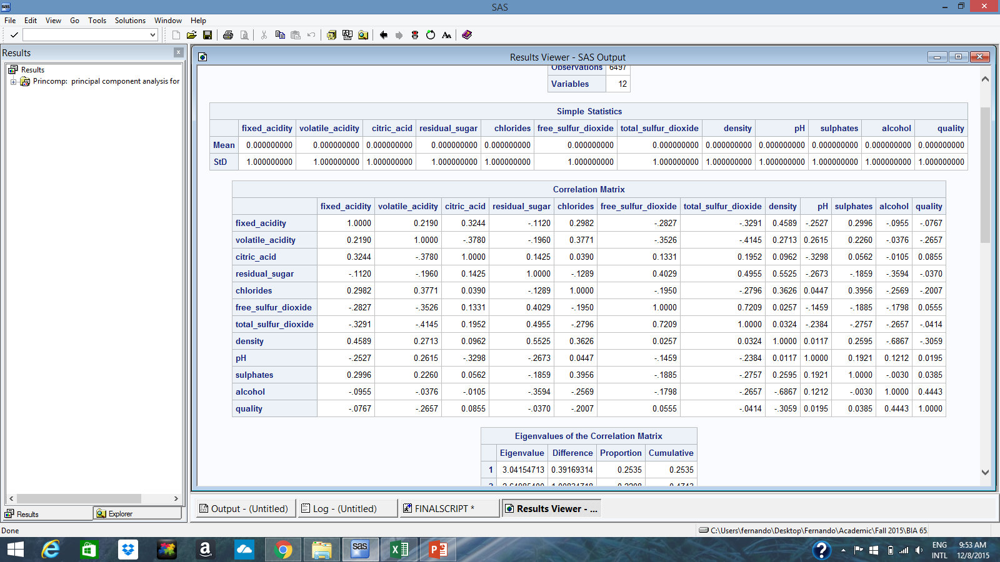 SAS
File Edit View Go Tools Solutions Window Help
Results
Results
Princomp: principal component analysis for
Results
Explorer
Results Viewer - SAS Output
Observations 6497
Variables 12
Simple Statistics
fixed_acidity volatile_acidity citric_acid residual_sugar chlorides free_sulfur_dioxide total_sulfur_dioxide density pH sulphates alcohol quality
Mean 0.000000000 0.000000000 0.000000000 0.000000000 0.000000000 0.000000000 0.000000000 0.000000000 0.000000000 0.000000000 0.000000000 0.000000000
StD 1.000000000 1.000000000 1.000000000 1.000000000 1.000000000 1.000000000 1.000000000 1.000000000 1.000000000 1.000000000 1.000000000 1.000000000
Correlation Matrix
fixed_acidity volatile_acidity citric_acid residual_sugar chlorides free_sulfur_dioxide total_sulfur_dioxide density pH sulphates alcohol quality
fixed_acidity 1.0000 0.2190 0.3244 -.1120 0.2982 -.2827 -.3291 0.4589 -.2527 0.2996 -.0955 -.0767
volatile_acidity 0.2190 1.0000 -.3780 -.1960 0.3771 -.3526 -.4145 0.2713 0.2615 0.2260 -.0376 -.2657
citric_acid 0.3244 -.3780 1.0000 0.1425 0.0390 0.1331 0.1952 0.0962 -.3298 0.0562 -.0105 0.0855
residual_sugar -.1120 -.1960 0.1425 1.0000 -.1289 0.4029 0.4955 0.5525 -.2673 -.1859 -.3594 -.0370
chlorides 0.2982 0.3771 0.0390 -.1289 1.0000 -.1950 -.2796 0.3626 0.0447 0.3956 -.2569 -.2007
free_sulfur_dioxide -.2827 -.3526 0.1331 0.4029 -.1950 1.0000 0.7209 0.0257 -.1459 -.1885 -.1798 0.0555
total_sulfur_dioxide -.3291 -.4145 0.1952 0.4955 -.2796 0.7209 1.0000 0.0324 -.2384 -.2757 -.2657 -.0414
density 0.4589 0.2713 0.0962 0.5525 0.3626 0.0257 0.0324 1.0000 0.0117 0.2595 -.6867 -.3059
pH -.2527 0.2615 -.3298 -.2673 0.0447 -.1459 -.2384 0.0117 1.0000 0.1921 0.1212 0.0195
sulphates 0.2996 0.2260 0.0562 -.1859 0.3956 -.1885 -.2757 0.2595 0.1921 1.0000 -.0030 0.0385
alcohol -.0955 -.0376 -.0105 -.3594 -.2569 -.1798 -.2657 -.6867 0.1212 -.0030 1.0000 0.4443
quality -.0767 -.2657 0.0855 -.0370 -.2007 0.0555 -.0414 -.3059 0.0195 0.0385 0.4443 1.0000
Eigenvalues of the Correlation Matrix
Eigenvalue Difference Proportion Cumulative
1 3.04154713 0.39169314 0.2535 0.2535
Output - (Untitled) Log - (Untitled) FINALSCRIPT * Results Viewer - ...
Done
C:\Users\fernando\Desktop\Fernando\Academic\Fall 2015\BIA 65
ENG 9:53 AM
INTL 12/8/2015